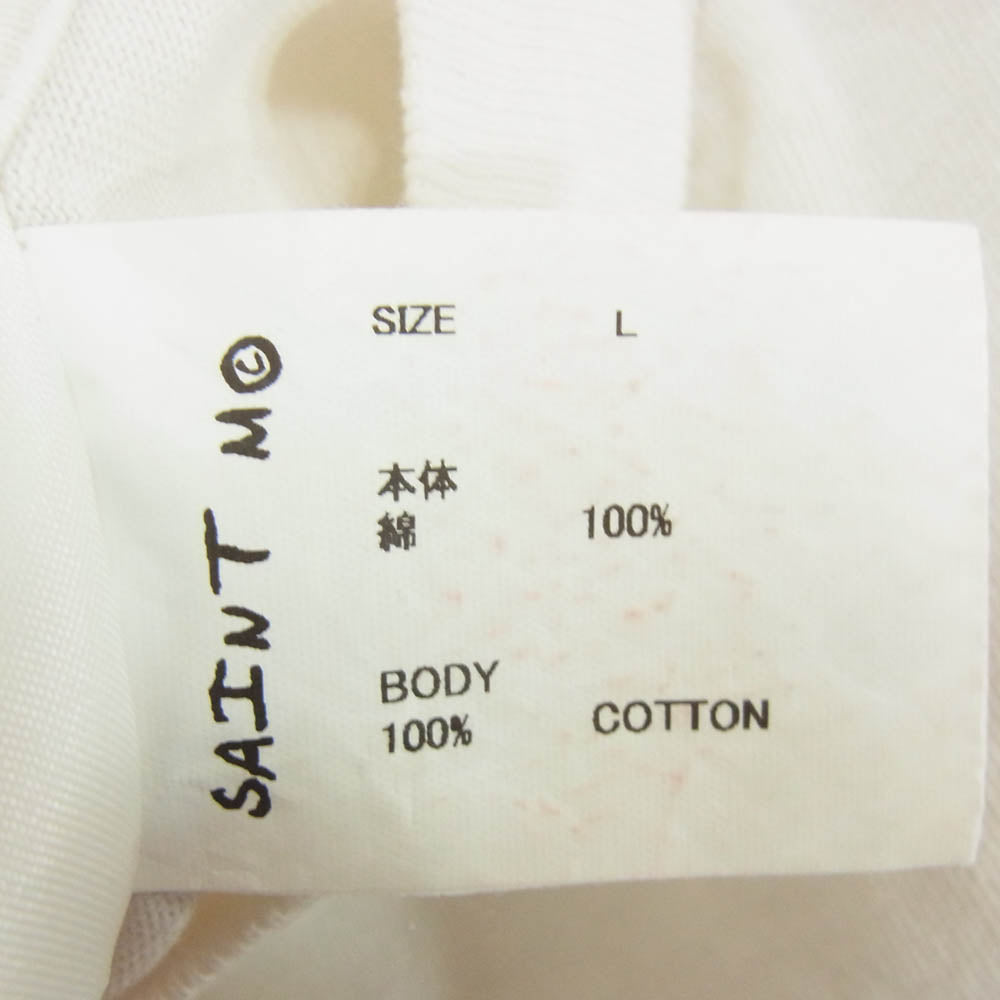 SAINT M©
SIZE L
本体
綿 100%
BODY
100% COTTON